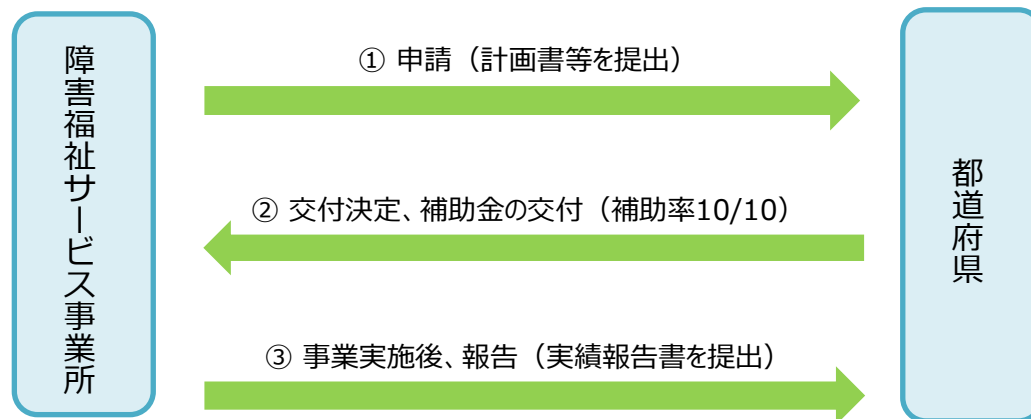 障害福祉サービス事業所
① 申請（計画書等を提出）
② 交付決定、補助金の交付（補助率10/10）
③ 事業実施後、報告（実績報告書を提出）
都道府県